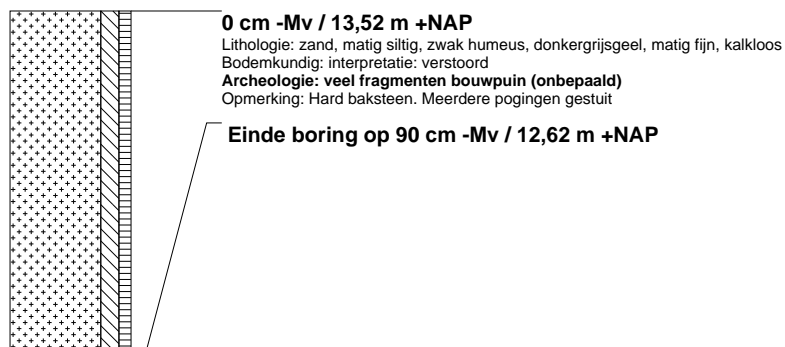 0 cm -Mv / 13,52 m +NAP
Lithologie: zand, matig siltig, zwak humeus, donkergrijsgeel, matig fijn, kalkloos
Bodemkundig: interpretatie: verstoord
Archeologie: veel fragmenten bouwpuin (onbepaald)
Opmerking: Hard baksteen. Meerdere pogingen gestuit
Einde boring op 90 cm -Mv / 12,62 m +NAP